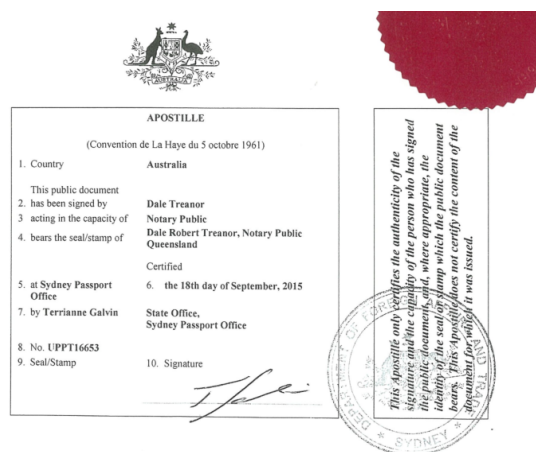 AUSTRALIA
APOSTILLE
(Convention de La Haye du 5 octobre 1961)
1. Country Australia
This public document
2. has been signed by Dale Treanor
3 acting in the capacity of Notary Public
4. bears the seal/stamp of Dale Robert Treanor, Notary Public
Queensland
Certified
5. at Sydney Passport
Office
6. the 18th day of September, 2015
7. by Terrianne Galvin State Office,
Sydney Passport Office
8. No. UPPT16653
9. Seal/Stamp 10. Signature
This Apostille only certifies the authenticity of the
signature and the capacity of the person who has signed
the public document, and, where appropriate, the
identity of the seal or stamp which the public document
bears. This Apostille does not certify the content of the
document for which it was issued.
DEPARTMENT OF FOREIGN AND TRADE
SYDNEY